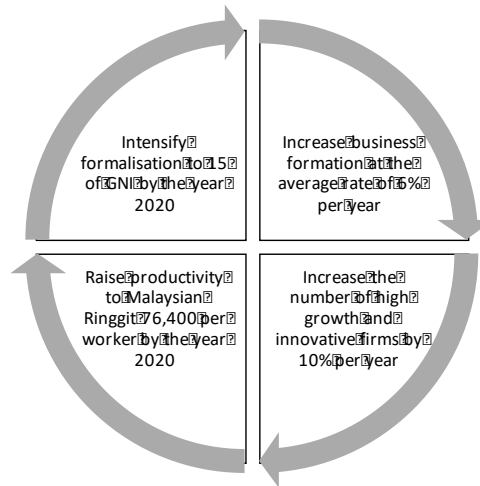 Intensify
formalisation to 15
of GNI by the year
2020
Increase business
formation at the
average rate of 6%
per year
Raise productivity
to Malaysian
Ringgit 76,400 per
worker by the year
2020
Increase the
number of high
growth and
innovative firms by
10% per year